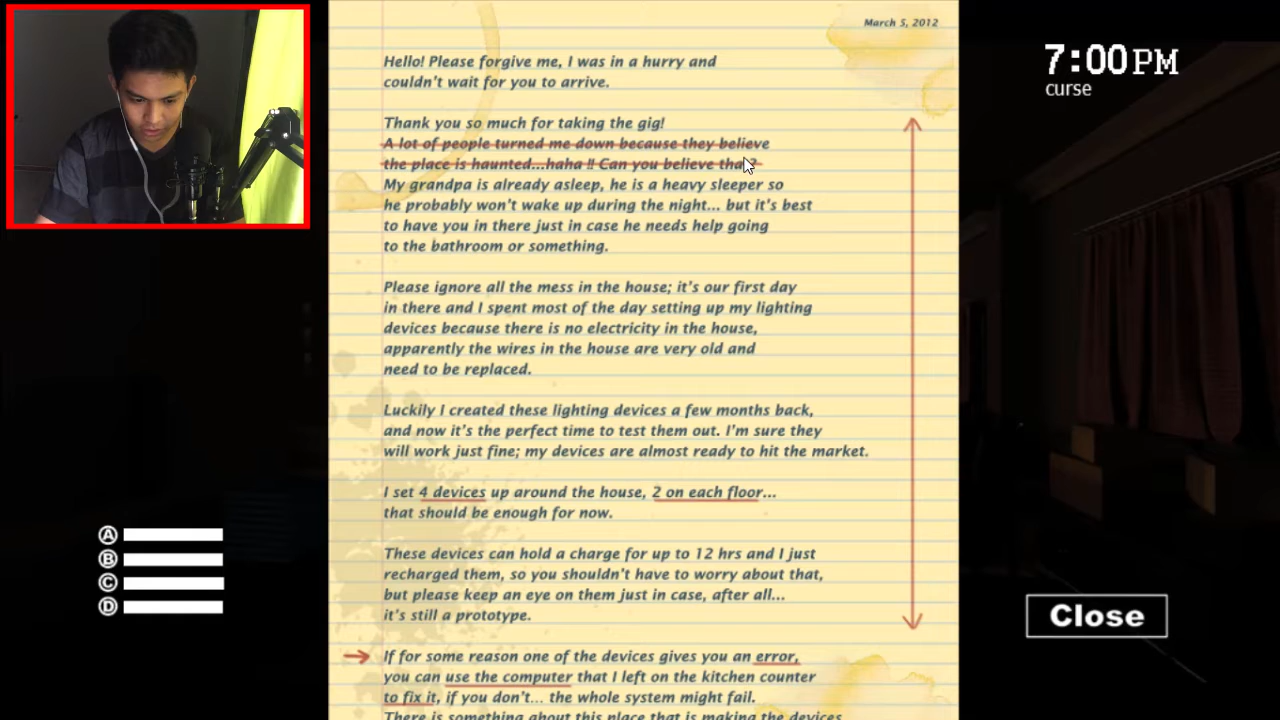 March 5, 2012
Hello! Please forgive me, I was in a hurry and
couldn't wait for you to arrive.
Thank you so much for taking the gig!
A lot of people turned me down because they believe
the place is haunted...haha !! Can you believe that?
My grandpa is already asleep, he is a heavy sleeper so
he probably won't wake up during the night... but it's best
to have you in there just in case he needs help going
to the bathroom or something.
Please ignore all the mess in the house; it's our first day
in there and I spent most of the day setting up my lighting
devices because there is no electricity in the house,
apparently the wires in the house are very old and
need to be replaced.
Luckily I created these lighting devices a few months back,
and now it's the perfect time to test them out. I'm sure they
will work just fine; my devices are almost ready to hit the market.
I set 4 devices up around the house, 2 on each floor...
that should be enough for now.
These devices can hold a charge for up to 12 hrs and I just
recharged them, so you shouldn't have to worry about that,
but please keep an eye on them just in case, after all...
it's still a prototype.
If for some reason one of the devices gives you an error,
you can use the computer that I left on the kitchen counter
to fix it, if you don't... the whole system might fail.
There is something about this place that is making the devices
7:00PM
curse
A
B
C
D
Close